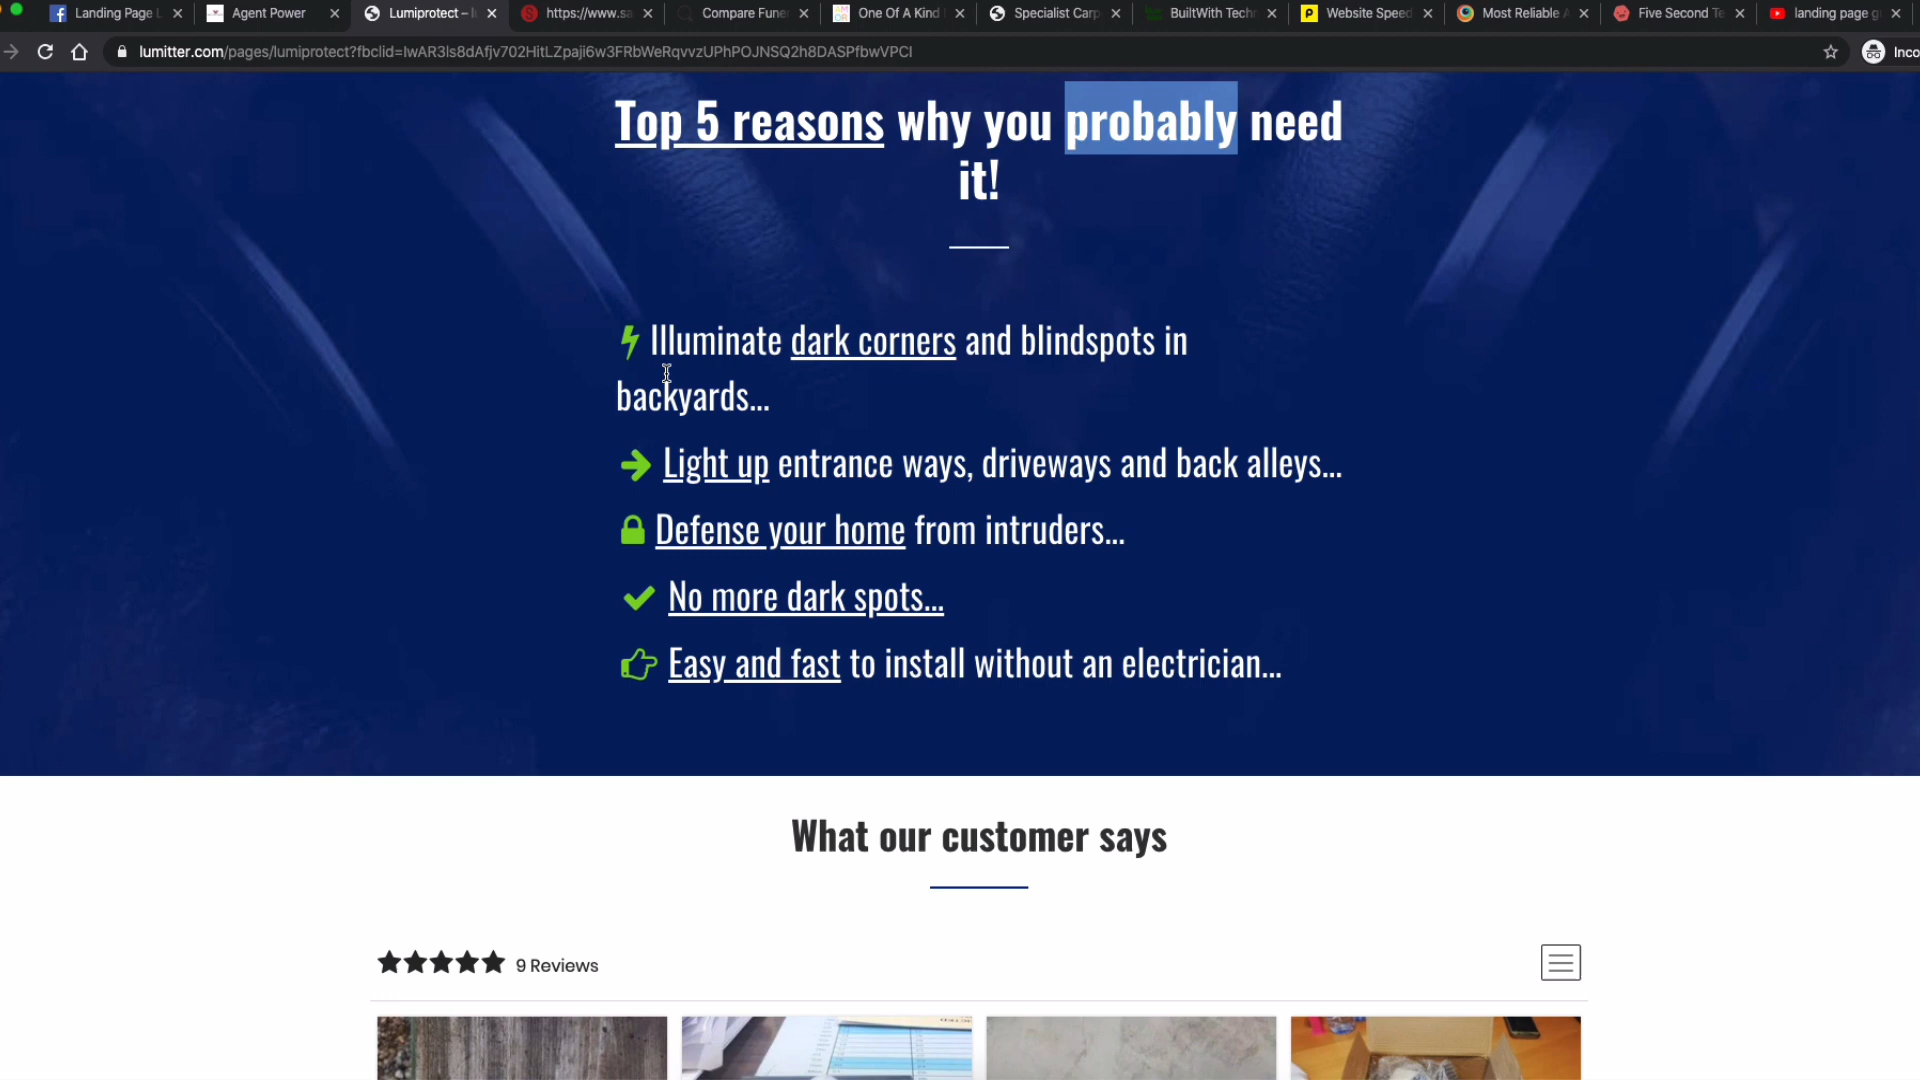 Landing Page L
Agent Power
Lumiprotect – l
https://www.sa
Compare Fune
One Of A Kind
Specialist Carp
BuiltWith Tech
Website Speed
Most Reliable A
Five Second Te
landing page g
lumitter.com/pages/lumiprotect?fbclid=IwAR3ls8dAfjv702HitLZpaji6w3FRbWeRqvvzUPhPOJNSQ2h8DASPfbwVPCI
Inco
Top 5 reasons why you probably need
it!
Illuminate dark corners and blindspots in
backyards...
Light up entrance ways, driveways and back alleys...
Defense your home from intruders...
No more dark spots...
Easy and fast to install without an electrician...
What our customer says
9 Reviews